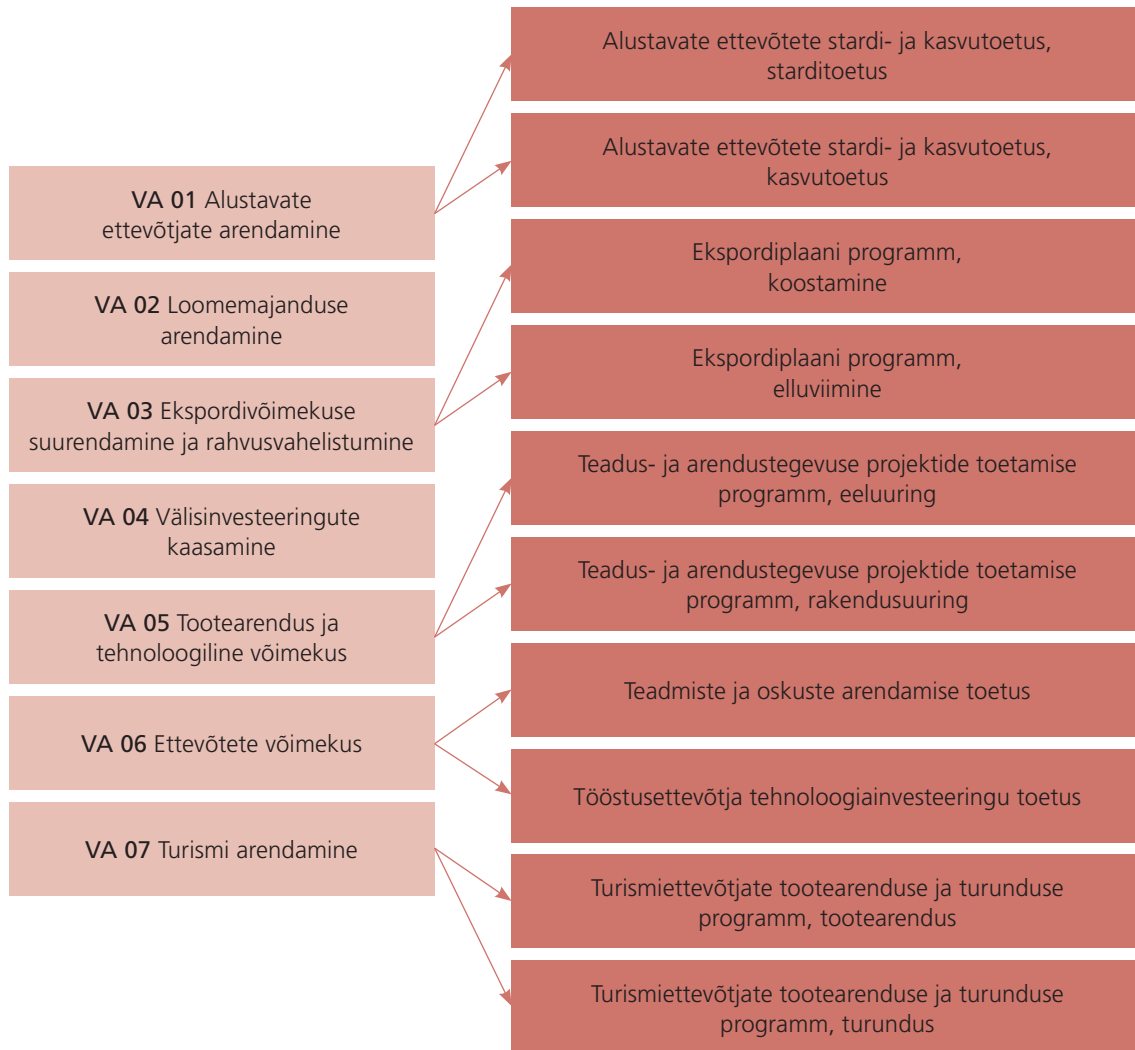 VA 01 Alustavate
ettevõtjate arendamine
VA 02 Loomemajanduse
arendamine
VA 03 Ekspordivõimekuse
suurendamine ja rahvusvahelistumine
VA 04 Välisinvesteeringute
kaasamine
VA 05 Tootearendus ja
tehnoloogiline võimekus
VA 06 Ettevõtete võimekus
VA 07 Turismi arendamine
Alustavate ettevõtete stardi- ja kasvutoetus,
starditoetus
Alustavate ettevõtete stardi- ja kasvutoetus,
kasvutoetus
Ekspordiplaani programm,
koostamine
Ekspordiplaani programm,
elluviimine
Teadus- ja arendustegevuse projektide toetamise
programm, eeluuring
Teadus- ja arendustegevuse projektide toetamise
programm, rakendusuuring
Teadmiste ja oskuste arendamise toetus
Tööstusettevõtja tehnoloogiainvesteeringu toetus
Turismiettevõtjate tootearenduse ja turunduse
programm, tootearendus
Turismiettevõtjate tootearenduse ja turunduse
programm, turundus